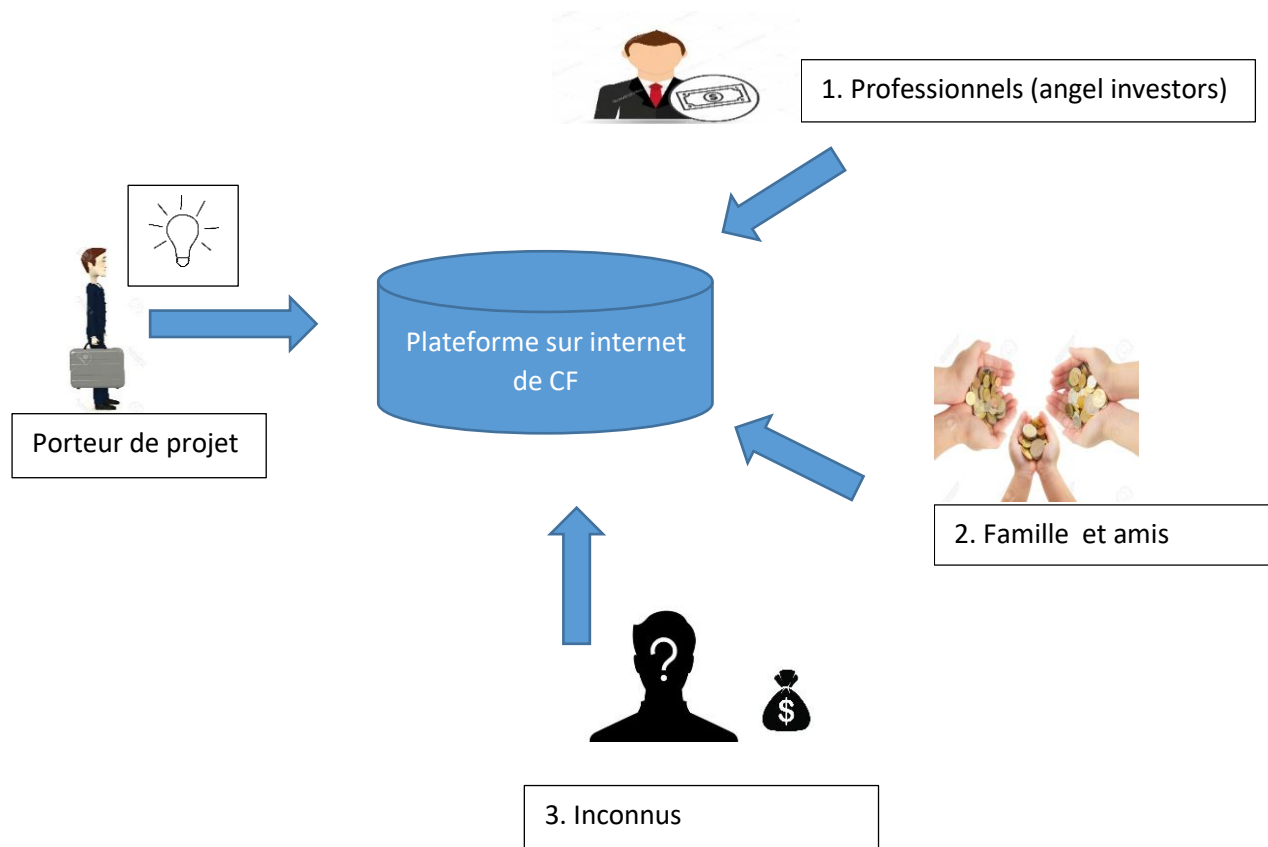 1. Professionnels (angel investors)
Plateforme sur internet
de CF
Porteur de projet
2. Famille et amis
?
$
3. Inconnus